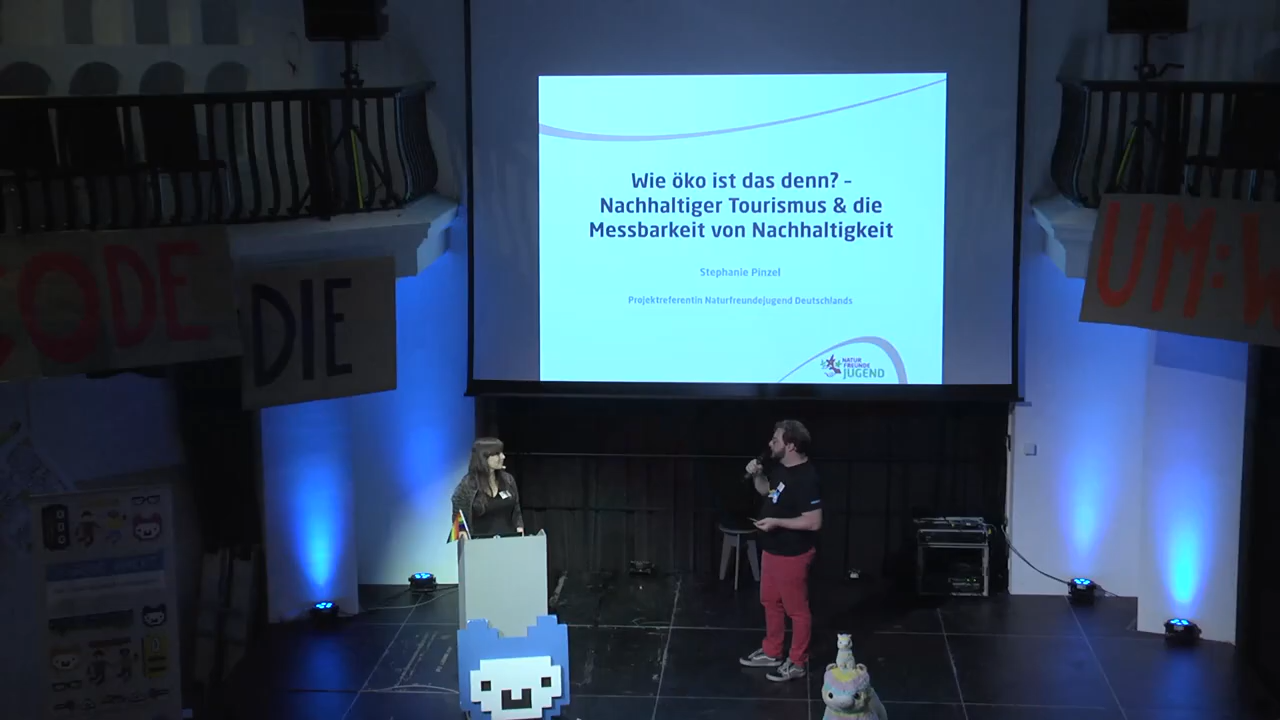 Wie öko ist das denn? –
Nachhaltiger Tourismus & die
Messbarkeit von Nachhaltigkeit
Stephanie Pinzel
Projektreferentin Naturfreundejugend Deutschlands
NATUR
FREUNDE
JUGEND
CODE
DIE
UM:W